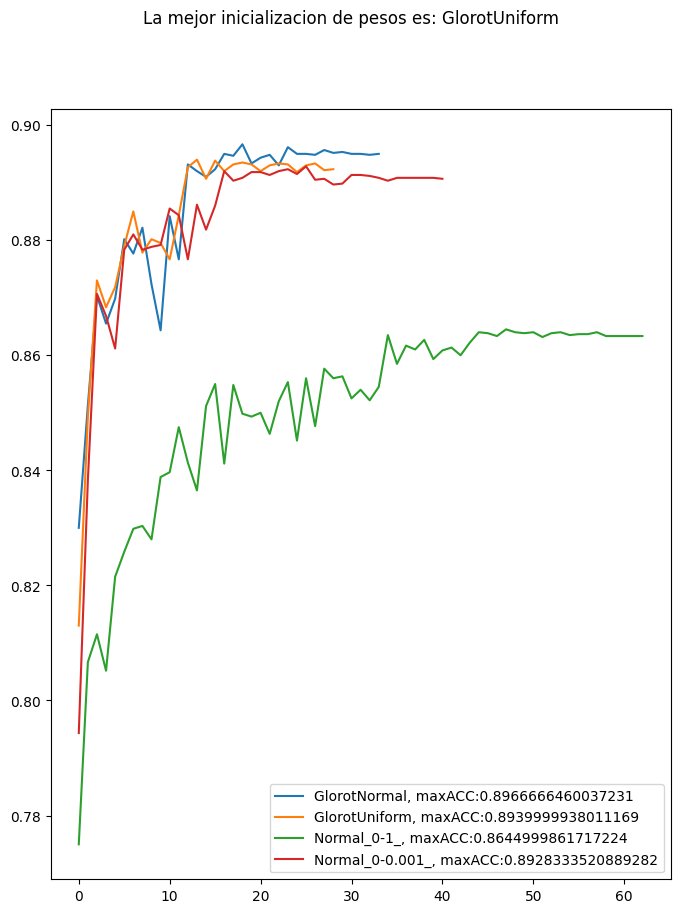 La mejor inicializacion de pesos es: GlorotUniform
0.90
0.88
0.86
0.84
0.82
0.80
0.78
GlorotNormal, maxACC:0.8966666460037231
GlorotUniform, maxACC:0.8939999938011169
Normal_0-1_, maxACC:0.8644999861717224
Normal_0-0.001_, maxACC:0.8928333520889282
0 10 20 30 40 50 60